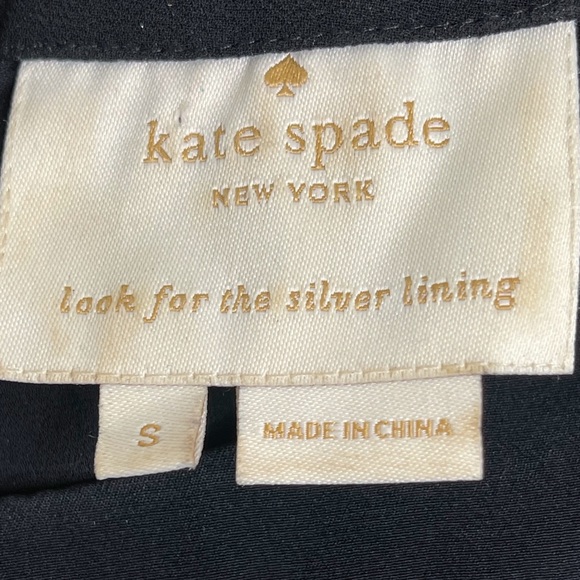 kate spade
NEW YORK
look for the silver lining
S
MADE IN CHINA